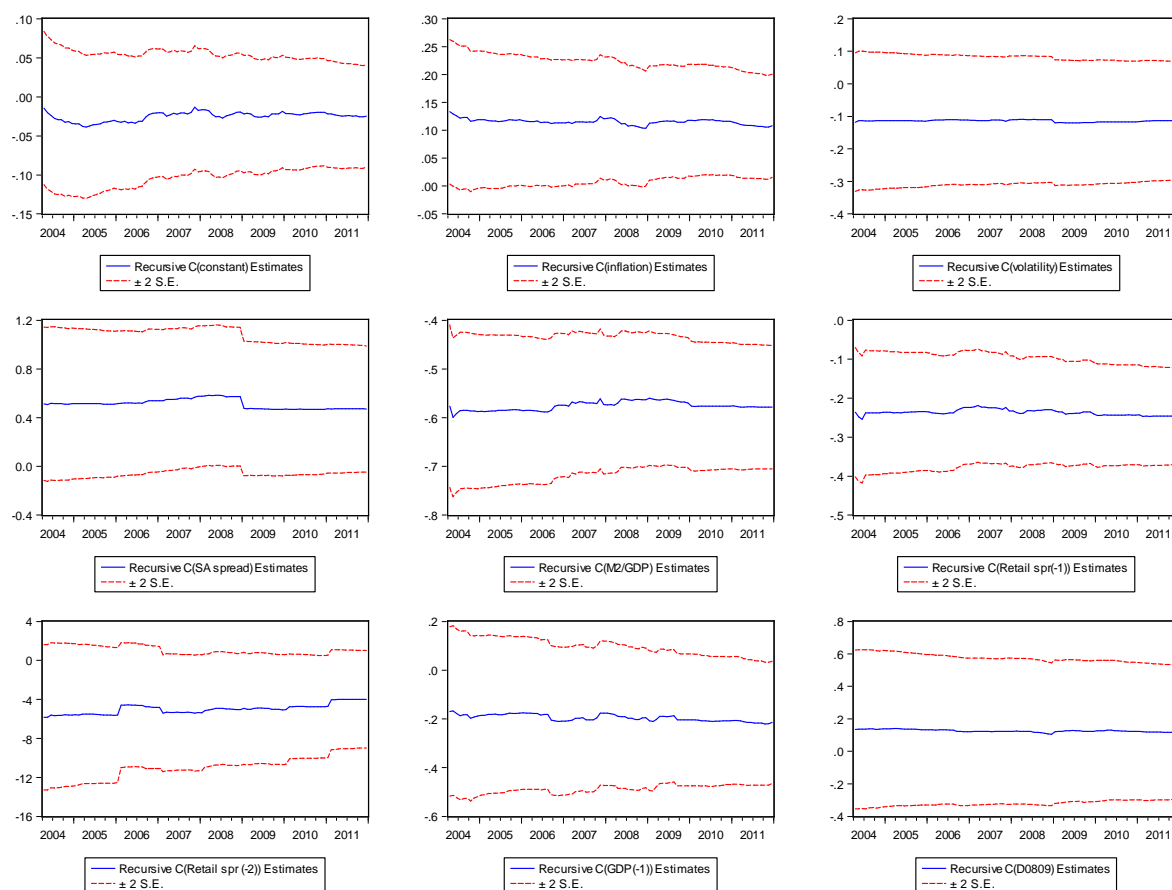 .10
.05
.00
-.05
-.10
-.15
2004 2005 2006 2007 2008 2009 2010 2011
Recursive C(constant) Estimates
± 2 S.E.
.30
.25
.20
.15
.10
.05
.00
-.05
2004 2005 2006 2007 2008 2009 2010 2011
Recursive C(inflation) Estimates
± 2 S.E.
.2
.1
.0
-.1
-.2
-.3
-.4
2004 2005 2006 2007 2008 2009 2010 2011
Recursive C(volatility) Estimates
± 2 S.E.
1.2
0.8
0.4
0.0
-0.4
2004 2005 2006 2007 2008 2009 2010 2011
Recursive C(SA spread) Estimates
± 2 S.E.
-.4
-.5
-.6
-.7
-.8
2004 2005 2006 2007 2008 2009 2010 2011
Recursive C(M2/GDP) Estimates
± 2 S.E.
.0
-.1
-.2
-.3
-.4
-.5
2004 2005 2006 2007 2008 2009 2010 2011
Recursive C(Retail spr(-1)) Estimates
± 2 S.E.
4
0
-4
-8
-12
-16
2004 2005 2006 2007 2008 2009 2010 2011
Recursive C(Retail spr (-2)) Estimates
± 2 S.E.
.2
.0
-.2
-.4
-.6
2004 2005 2006 2007 2008 2009 2010 2011
Recursive C(GDP(-1)) Estimates
± 2 S.E.
.8
.6
.4
.2
.0
-.2
-.4
2004 2005 2006 2007 2008 2009 2010 2011
Recursive C(D0809) Estimates
± 2 S.E.